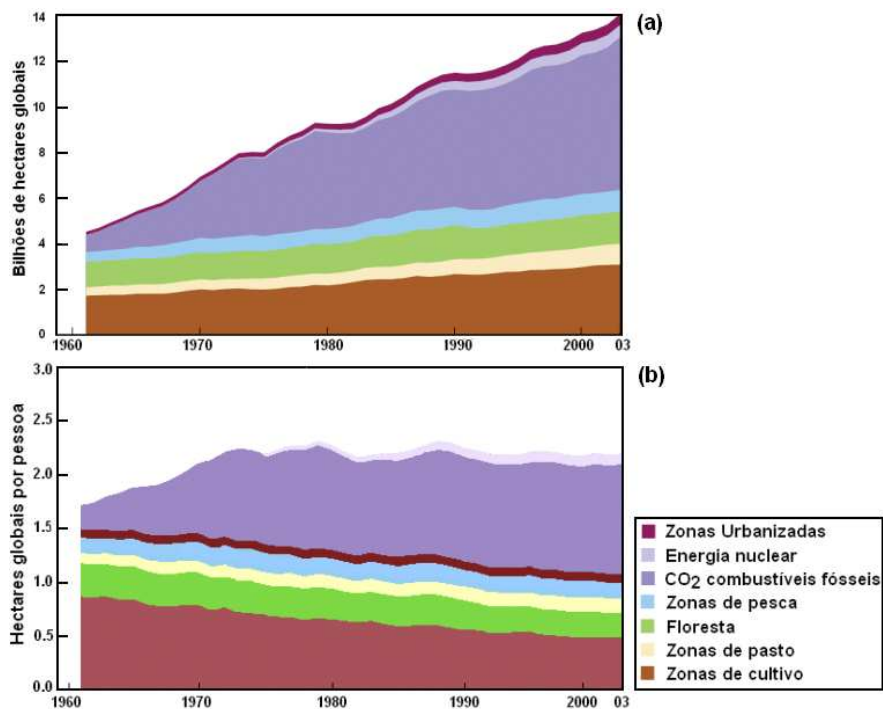 14
12
10
8
6
4
2
0
Bilhões de hectares globais
1960
1970
1980
1990
2000
03
(a)
3.0
2.5
2.0
1.5
1.0
0.5
0.0
Hectares globais por pessoa
1960
1970
1980
1990
2000
03
(b)
Zonas Urbanizadas
Energia nuclear
CO2 combustíveis fósseis
Zonas de pesca
Floresta
Zonas de pasto
Zonas de cultivo